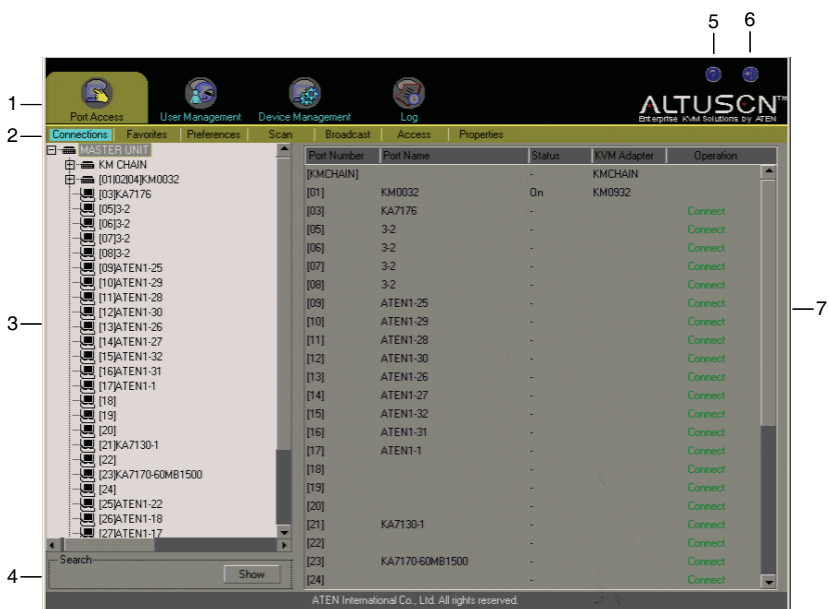 5 6
1
Port Access User Management Device Management Log
ALTUSCN™
Enterprise KVM Solutions by ATEN
2
Connections Favorites Preferences Scan Broadcast Access Properties
MASTER UNIT
KM CHAIN
[01|02|04]KM0032
[03]KA7176
[05]3-2
[06]3-2
[07]3-2
[08]3-2
[09]ATEN1-25
[10]ATEN1-29
[11]ATEN1-28
[12]ATEN1-30
[13]ATEN1-26
[14]ATEN1-27
[15]ATEN1-32
[16]ATEN1-31
[17]ATEN1-1
[18]
[19]
[20]
[21]KA7130-1
[22]
[23]KA7170-60MB1500
[24]
[25]ATEN1-22
[26]ATEN1-18
[27]ATEN1-17
3
Search
Show
4
Port Number Port Name Status KVM Adapter Operation
[KMCHAIN] - KMCHAIN
[01] KM0032 On KM0932
[03] KA7176 - Connect
[05] 3-2 - Connect
[06] 3-2 - Connect
[07] 3-2 - Connect
[08] 3-2 - Connect
[09] ATEN1-25 - Connect
[10] ATEN1-29 - Connect
[11] ATEN1-28 - Connect
[12] ATEN1-30 - Connect
[13] ATEN1-26 - Connect
[14] ATEN1-27 - Connect
[15] ATEN1-32 - Connect
[16] ATEN1-31 - Connect
[17] ATEN1-1 - Connect
[18] - Connect
[19] - Connect
[20] - Connect
[21] KA7130-1 - Connect
[22] - Connect
[23] KA7170-60MB1500 - Connect
[24] - Connect
7
ATEN International Co., Ltd. All rights reserved.